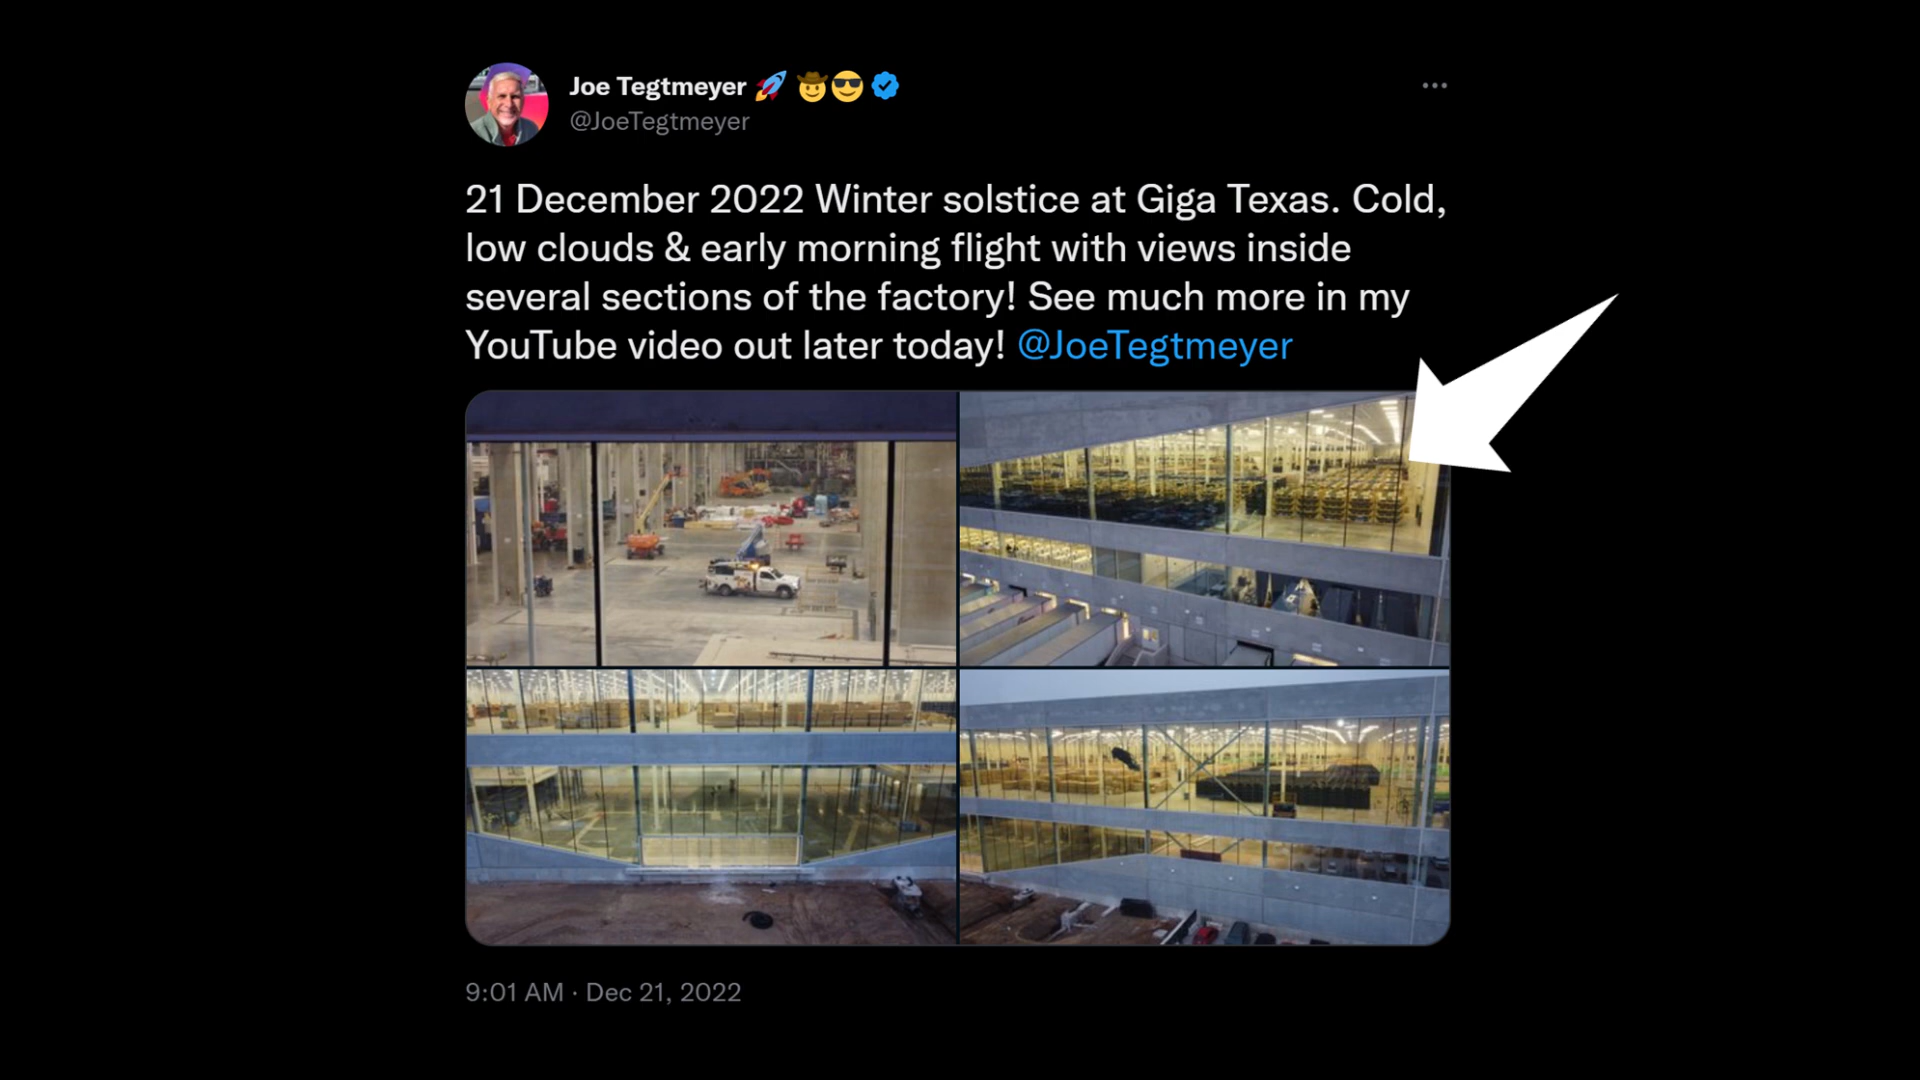 Joe Tegtmeyer 🚀 🤠😎
@JoeTegtmeyer
21 December 2022 Winter solstice at Giga Texas. Cold,
low clouds & early morning flight with views inside
several sections of the factory! See much more in my
YouTube video out later today! @JoeTegtmeyer
9:01 AM · Dec 21, 2022